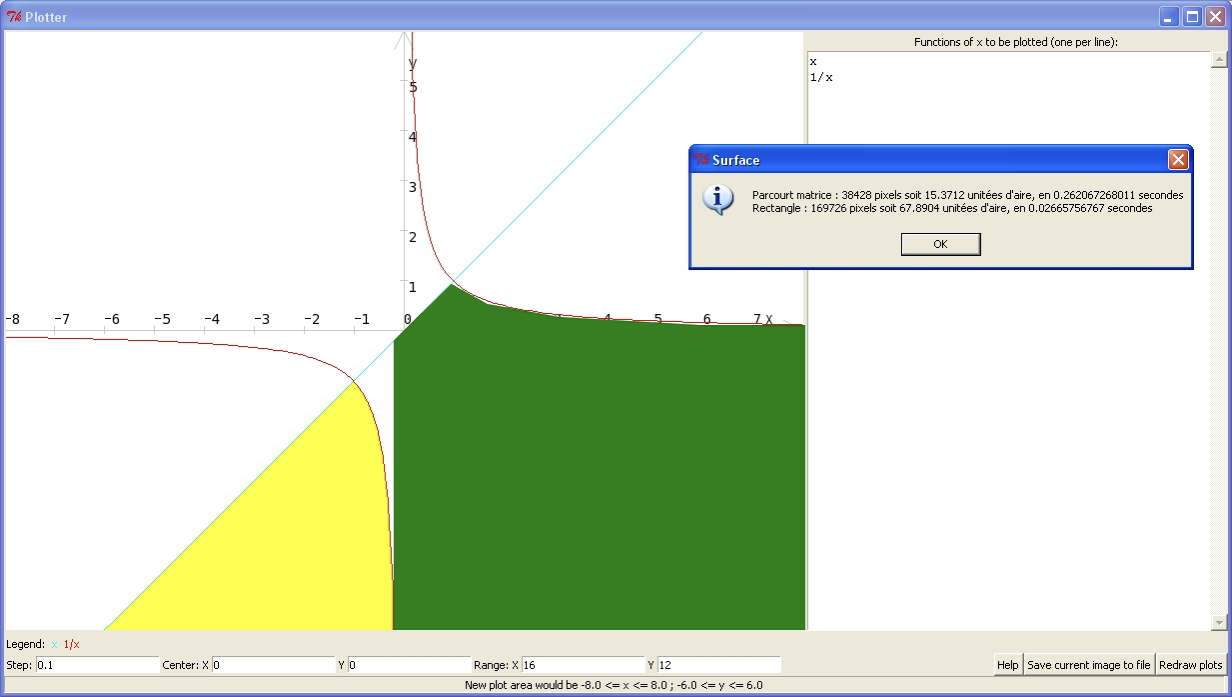 Plotter
Functions of x to be plotted (one per line):
x
1/x
y
5
4
3
2
1
-8 -7 -6 -5 -4 -3 -2 -1 0 1 2 3 4 5 6 7 X
Surface
Parcourt matrice : 38428 pixels soit 15.3712 unitées d'aire, en 0.262067268011 secondes
Rectangle : 169726 pixels soit 67.8904 unitées d'aire, en 0.02665756767 secondes
OK
Legend: x 1/x
Step: 0.1 Center: X 0 Y 0 Range: X 16 Y 12 Help Save current image to file Redraw plots
New plot area would be -8.0 <= x <= 8.0 ; -6.0 <= y <= 6.0